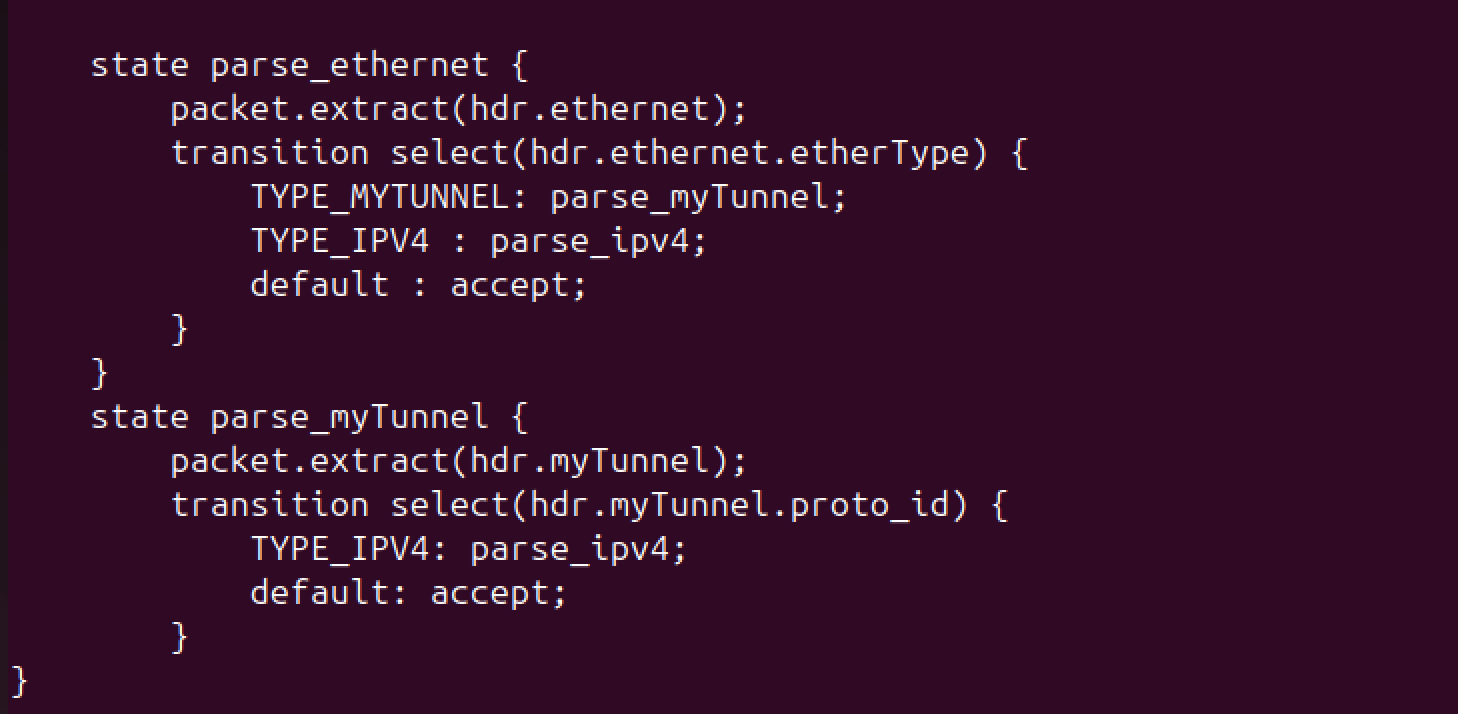 state parse_ethernet {
packet.extract(hdr.ethernet);
transition select(hdr.ethernet.etherType) {
TYPE_MYTUNNEL: parse_myTunnel;
TYPE_IPV4 : parse_ipv4;
default : accept;
}
}
state parse_myTunnel {
packet.extract(hdr.myTunnel);
transition select(hdr.myTunnel.proto_id) {
TYPE_IPV4: parse_ipv4;
default: accept;
}
}